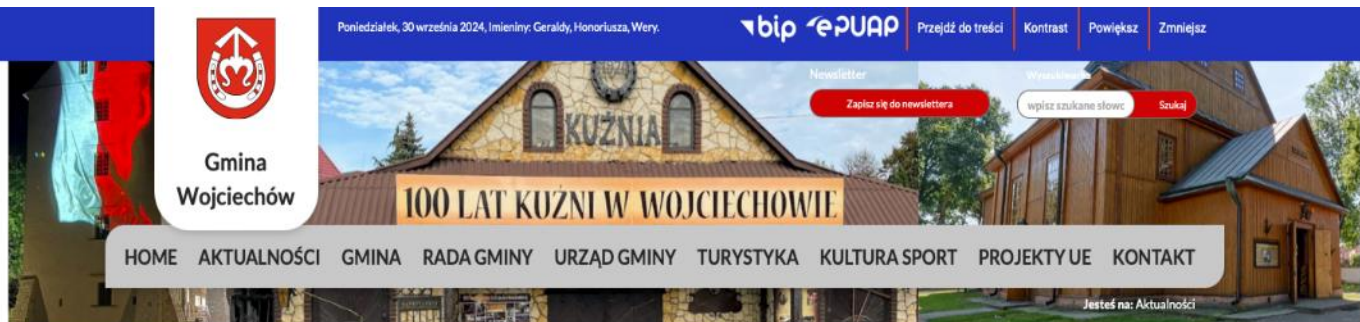 Poniedziałek, 30 września 2024, Imieniny: Geraldy, Honoriusza, Wery.
bip ePUAP
Przejdź do treści
Kontrast
Powiększ
Zmniejsz
Newsletter
Wyszukiwarka
Zapisz się do newslettera
wpisz szukane słowc
Szukaj
KUŹNIA
Gmina
Wojciechów
100 LAT KUŹNI W WOJCIECHOWIE
HOME AKTUALNOŚCI GMINA RADA GMINY URZĄD GMINY TURYSTYKA KULTURA SPORT PROJEKTY UE KONTAKT
Jesteś na: Aktualności